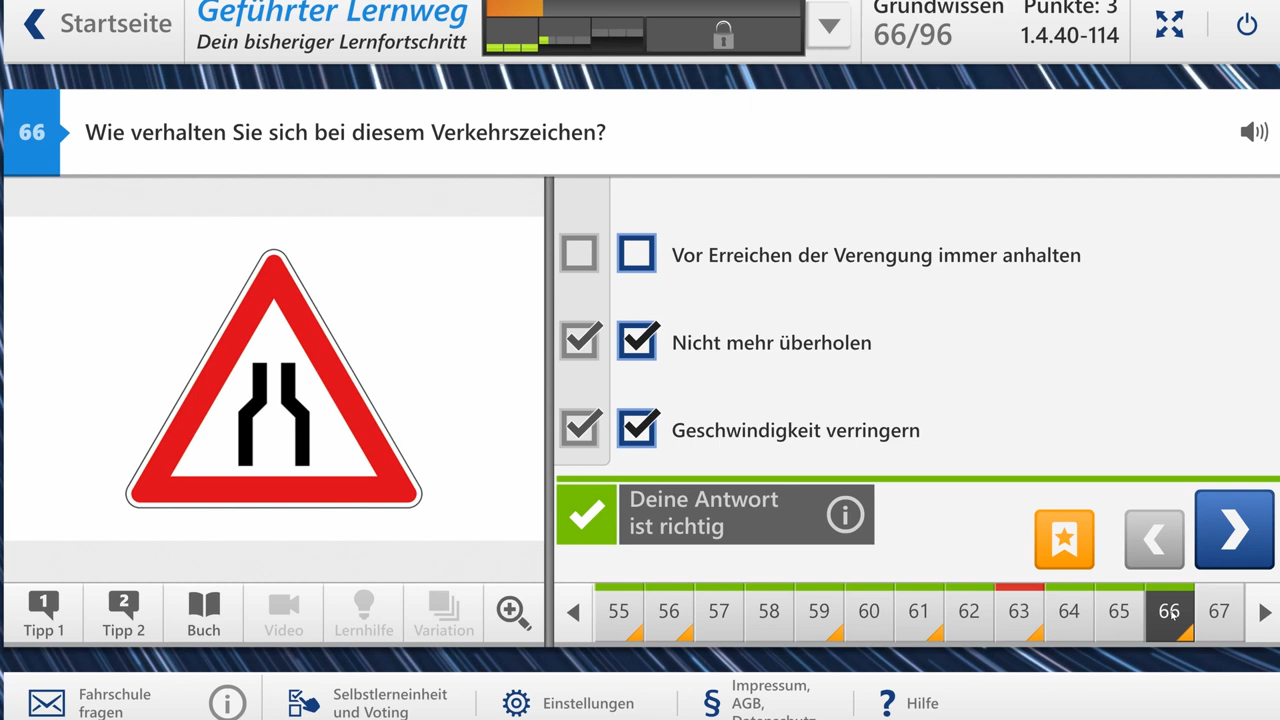 Startseite
Geführter Lernweg
Dein bisheriger Lernfortschritt
Grundwissen
66/96
Punkte: 3
1.4.40-114
66
Wie verhalten Sie sich bei diesem Verkehrszeichen?
Vor Erreichen der Verengung immer anhalten
Nicht mehr überholen
Geschwindigkeit verringern
Deine Antwort
ist richtig
1
Tipp 1
2
Tipp 2
Buch
Video
Lernhilfe
Variation
55 56 57 58 59 60 61 62 63 64 65 66 67
Fahrschule
fragen
Selbstlerneinheit
und Voting
Einstellungen
§
Impressum,
AGB,
Datenschutz
? Hilfe